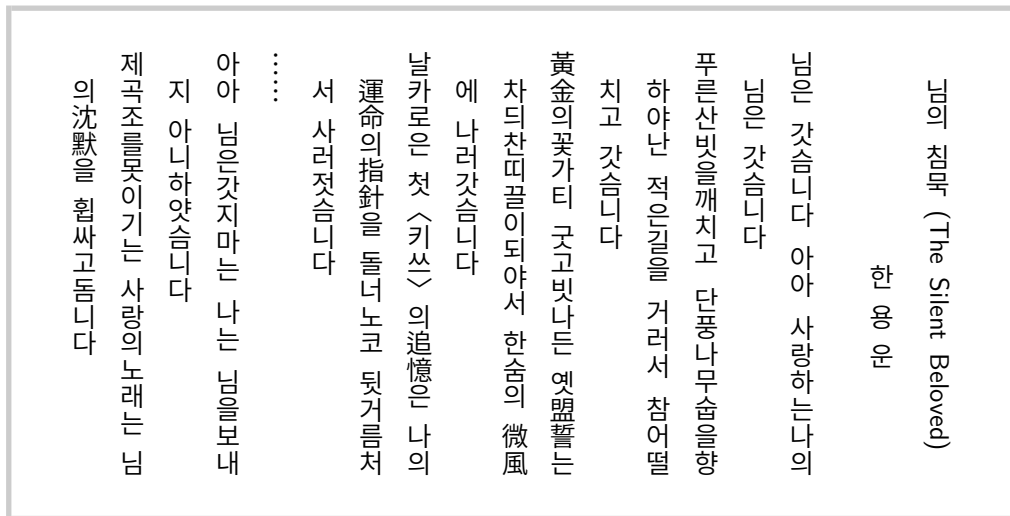 님의 침묵 (The Silent Beloved)
한용운
님은 갓슴니다 아아 사랑하는나의
님은 갓슴니다
푸른산빗을깨치고 단풍나무숩을향
하야난 적은길을 거러서 참어떨
치고 갓슴니다
黃金의꽃가티 굿고빗나든 옛盟誓는
차듸찬띠끌이되야서 한숨의 微風
에 나러갓슴니다
날카로은 첫〈키쓰〉의追憶은 나의
運命의指針을 돌너노코 뒷거름처
서 사러젓슴니다
……
아아 님은갓지마는 나는 님을보내
지 아니하얏슴니다
제곡조를못이기는 사랑의노래는 님
의沈默을 휩싸고돔니다